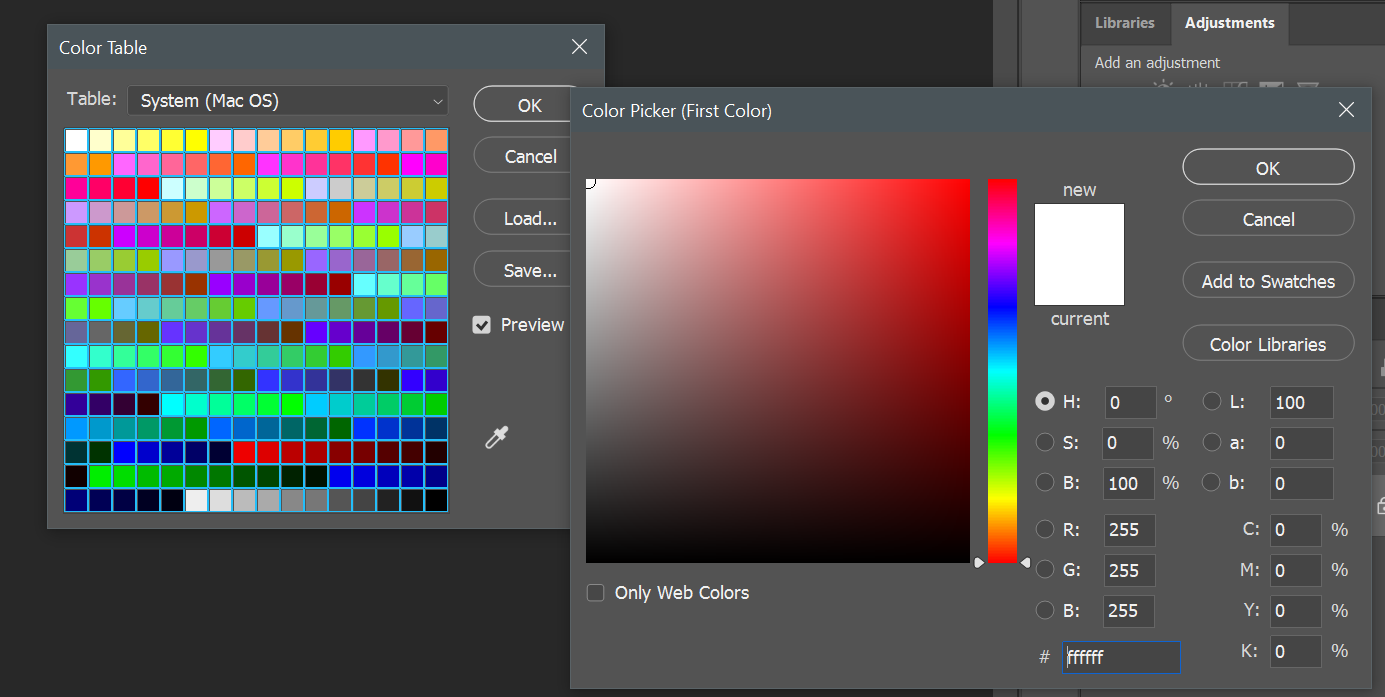 Libraries
Adjustments
Add an adjustment
Color Table
Table:
System (Mac OS)
OK
Cancel
Load...
Save...
Preview
Color Picker (First Color)
new
current
OK
Cancel
Add to Swatches
Color Libraries
H: 0 °
L: 100
S: 0 %
a: 0
B: 100 %
b: 0
R: 255
C: 0 %
G: 255
M: 0 %
B: 255
Y: 0 %
# ffffff
K: 0 %
Only Web Colors